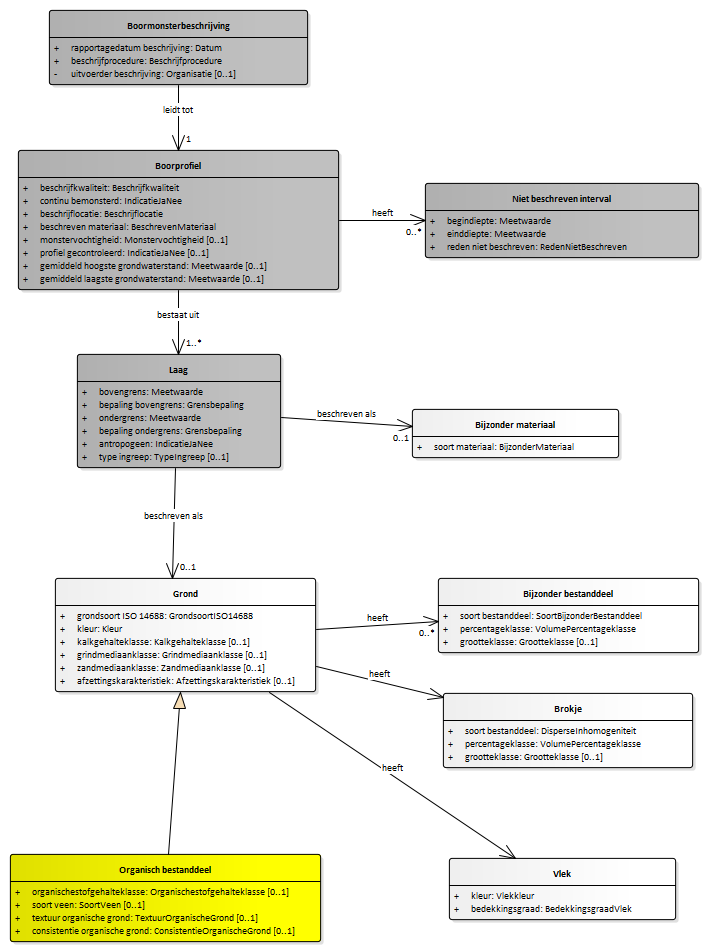 Boormonsterbeschrijving
+ rapportagedatum beschrijving: Datum
+ beschrijfprocedure: Beschrijfprocedure
- uitvoerder beschrijving: Organisatie [0..1]
leidt tot
1
Boorprofiel
+ beschrijfkwaliteit: Beschrijfkwaliteit
+ continu bemonsterd: IndicatieJaNee
+ beschrijflocatie: Beschrijflocatie
+ beschreven materiaal: BeschrevenMateriaal
+ monstervochtigheid: Monstervochtigheid [0..1]
+ profiel gecontroleerd: IndicatieJaNee [0..1]
+ gemiddeld hoogste grondwaterstand: Meetwaarde [0..1]
+ gemiddeld laagste grondwaterstand: Meetwaarde [0..1]
heeft
0..*
Niet beschreven interval
+ begindiepte: Meetwaarde
+ einddiepte: Meetwaarde
+ reden niet beschreven: RedenNietBeschreven
bestaat uit
1..*
Laag
+ bovengrens: Meetwaarde
+ bepaling bovengrens: Grensbepaling
+ ondergrens: Meetwaarde
+ bepaling ondergrens: Grensbepaling
+ antropogeen: IndicatieJaNee
+ type ingreep: TypeIngreep [0..1]
beschreven als
0..1
Bijzonder materiaal
+ soort materiaal: BijzonderMateriaal
beschreven als
0..1
Grond
+ grondsoort ISO 14688: GrondsoortISO14688
+ kleur: Kleur
+ kalkgehalteklasse: Kalkgehalteklasse [0..1]
+ grindmediaanklasse: Grindmediaanklasse [0..1]
+ zandmediaanklasse: Zandmediaanklasse [0..1]
+ afzettingskarakteristiek: Afzettingskarakteristiek [0..1]
heeft
0..*
Bijzonder bestanddeel
+ soort bestanddeel: SoortBijzonderBestanddeel
+ percentageklasse: VolumePercentageklasse
+ grootteklasse: Grootteklasse [0..1]
heeft
Brokje
+ soort bestanddeel: DisperseInhomogeniteit
+ percentageklasse: VolumePercentageklasse
+ grootteklasse: Grootteklasse [0..1]
heeft
Organisch bestanddeel
+ organischestofgehalteklasse: Organischestofgehalteklasse [0..1]
+ soort veen: SoortVeen [0..1]
+ textuur organische grond: TextuurOrganischeGrond [0..1]
+ consistentie organische grond: ConsistentieOrganischeGrond [0..1]
Vlek
+ kleur: Vlekkleur
+ bedekkingsgraad: BedekkingsgraadVlek